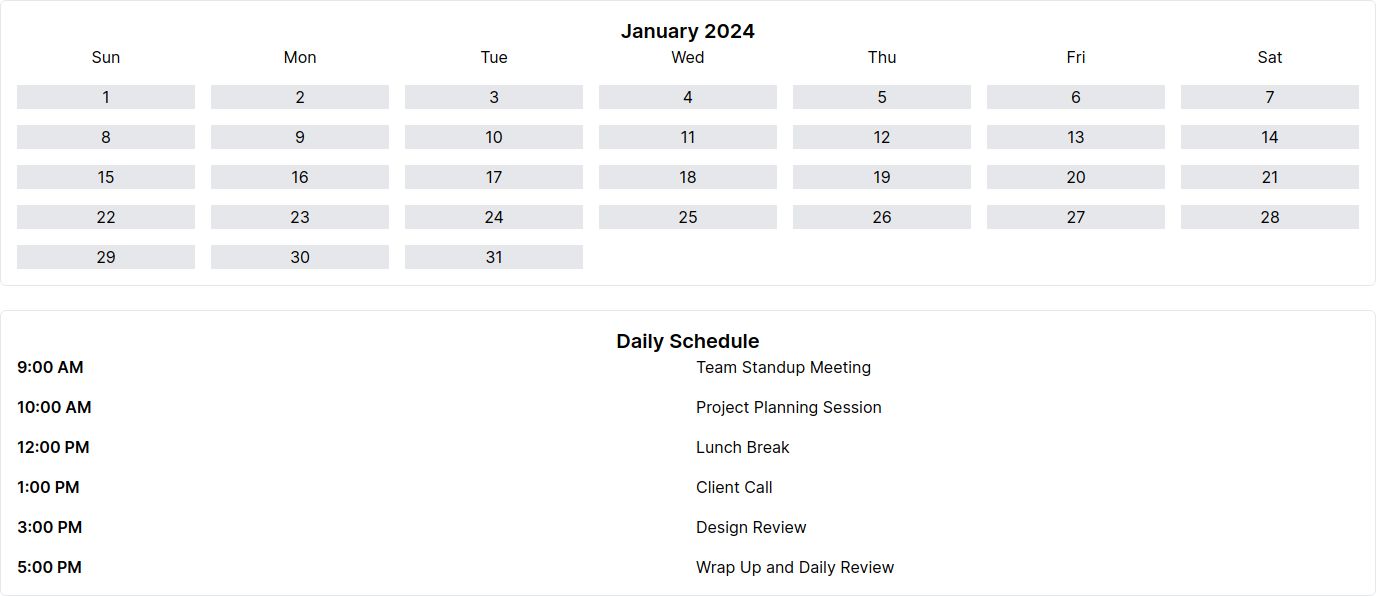 January 2024
Sun Mon Tue Wed Thu Fri Sat
1 2 3 4 5 6 7
8 9 10 11 12 13 14
15 16 17 18 19 20 21
22 23 24 25 26 27 28
29 30 31
Daily Schedule
9:00 AM Team Standup Meeting
10:00 AM Project Planning Session
12:00 PM Lunch Break
1:00 PM Client Call
3:00 PM Design Review
5:00 PM Wrap Up and Daily Review